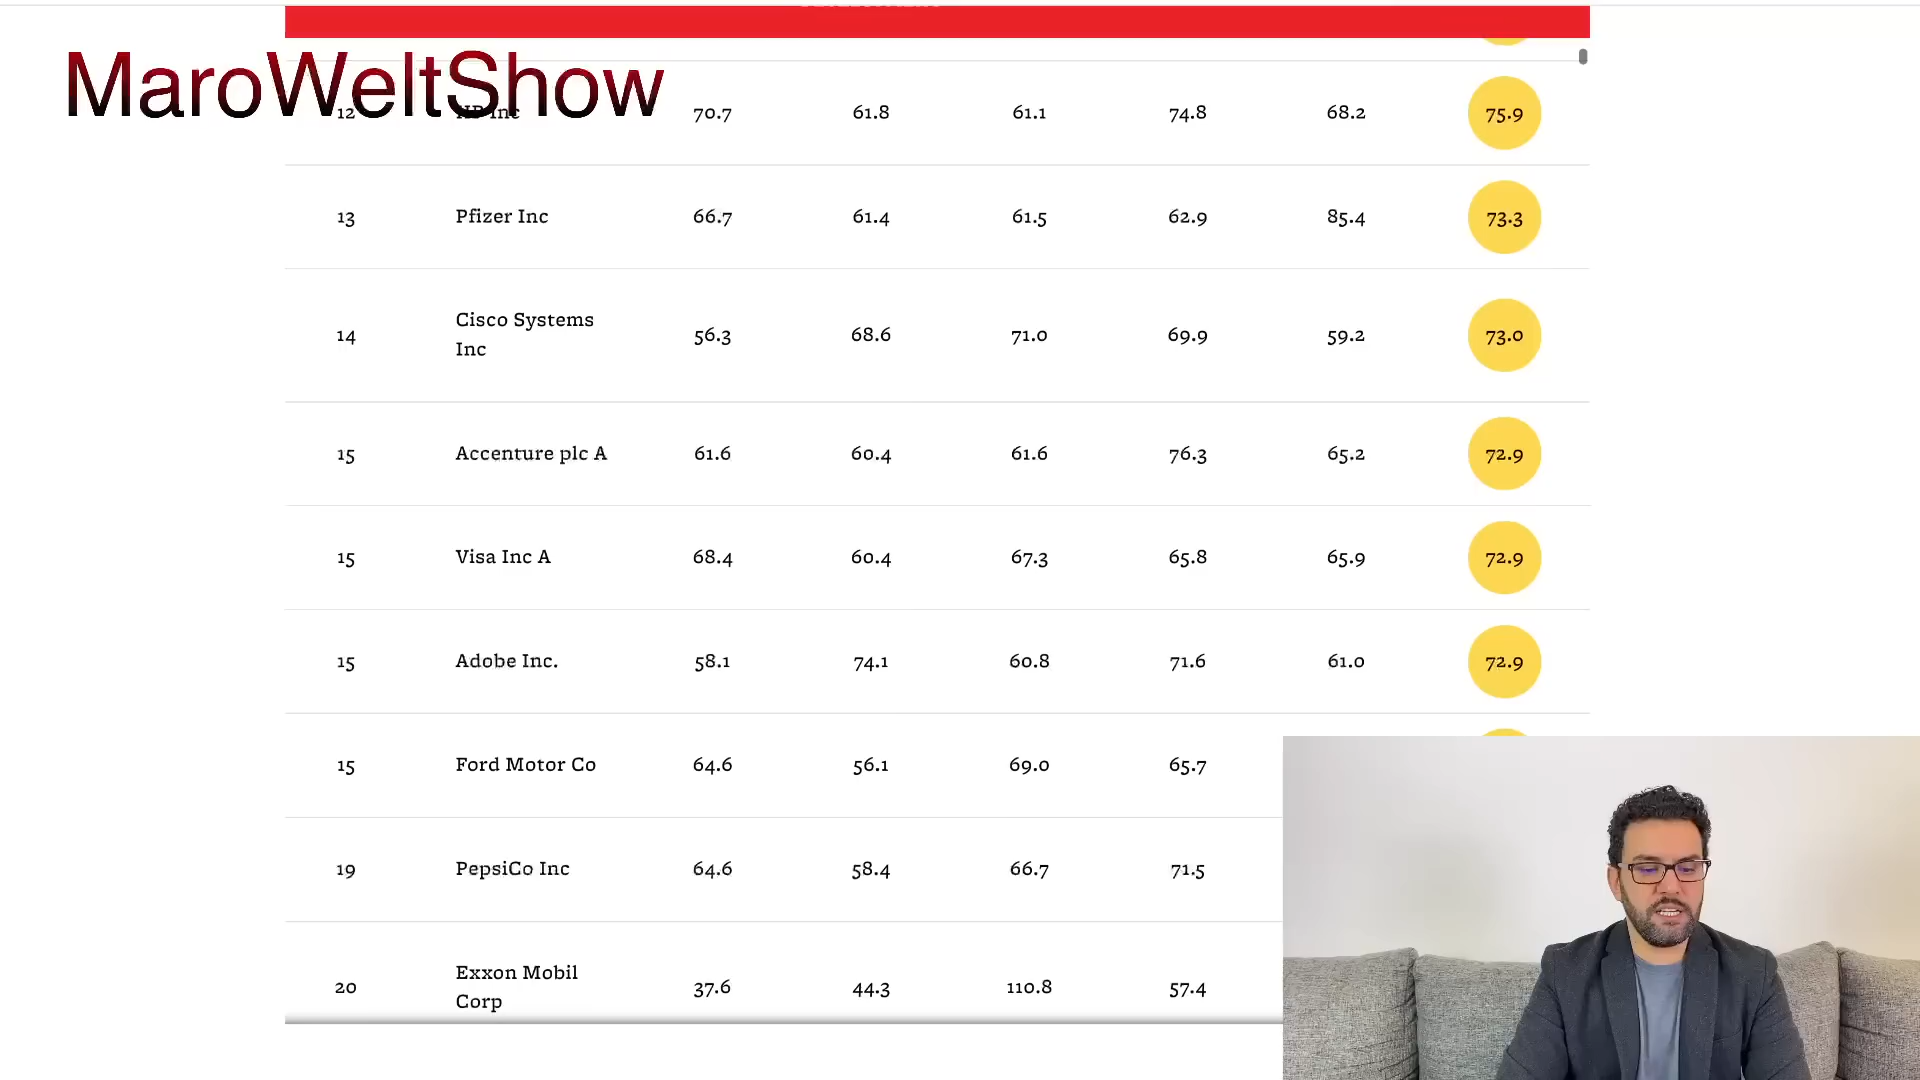 MaroWeltShow
12 HP Inc 70.7 61.8 61.1 74.8 68.2 75.9
13 Pfizer Inc 66.7 61.4 61.5 62.9 85.4 73.3
14 Cisco Systems Inc 56.3 68.6 71.0 69.9 59.2 73.0
15 Accenture plc A 61.6 60.4 61.6 76.3 65.2 72.9
15 Visa Inc A 68.4 60.4 67.3 65.8 65.9 72.9
15 Adobe Inc. 58.1 74.1 60.8 71.6 61.0 72.9
15 Ford Motor Co 64.6 56.1 69.0 65.7
19 PepsiCo Inc 64.6 58.4 66.7 71.5
20 Exxon Mobil Corp 37.6 44.3 110.8 57.4